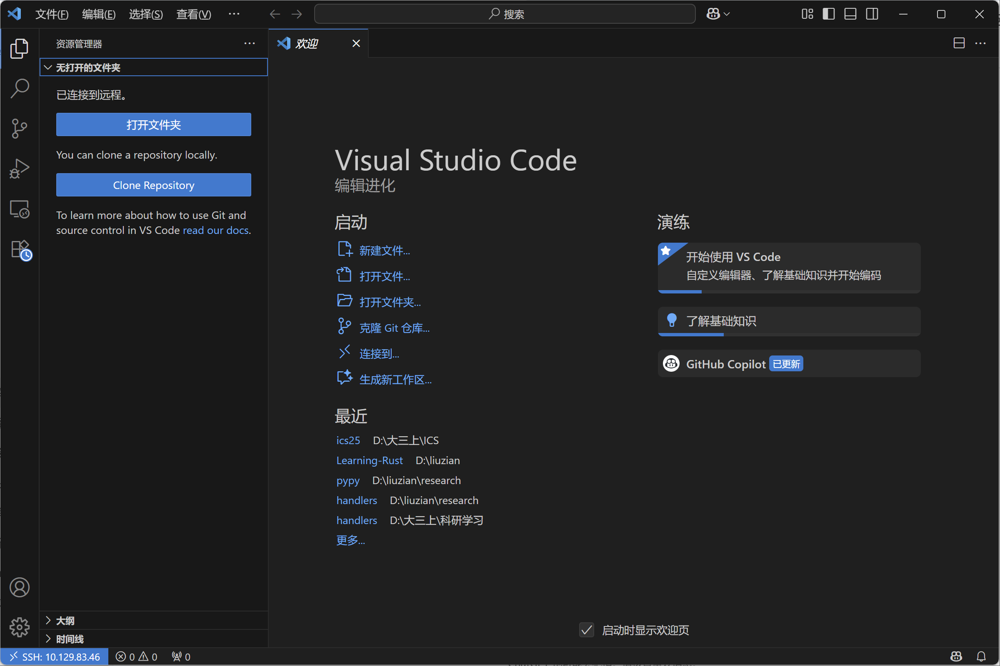 文件(F) 编辑(E) 选择(S) 查看(V) ··· 搜索
资源管理器
无打开的文件夹
已连接到远程。
打开文件夹
You can clone a repository locally.
Clone Repository
To learn more about how to use Git and
source control in VS Code read our docs.
大纲
时间线
欢迎
Visual Studio Code
编辑进化
启动
新建文件...
打开文件...
打开文件夹...
克隆 Git 仓库...
连接到...
生成新工作区...
最近
ics25 D:\大三上\ICS
Learning-Rust D:\liuzian
pypy D:\liuzian\research
handlers D:\liuzian\research
handlers D:\大三上\科研学习
更多...
演练
开始使用 VS Code
自定义编辑器、了解基础知识并开始编码
了解基础知识
GitHub Copilot 已更新
启动时显示欢迎页
SSH: 10.129.83.46 0 0 0